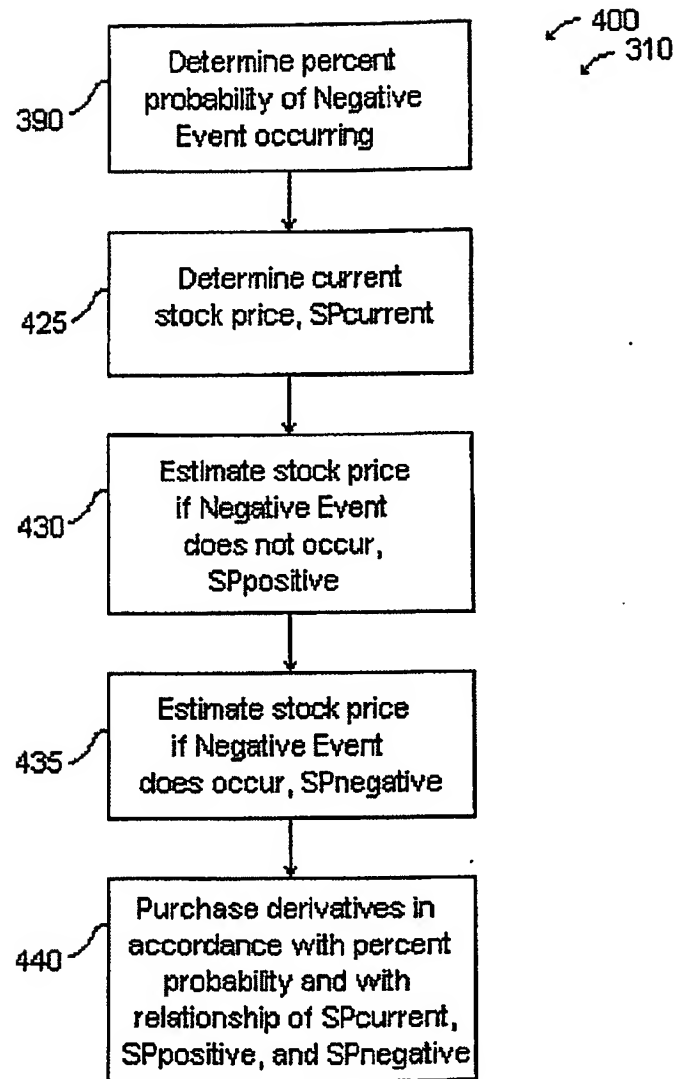 400
310
390
Determine percent
probability of Negative
Event occurring
425
Determine current
stock price, SPcurrent
430
Estimate stock price
if Negative Event
does not occur,
SPpositive
435
Estimate stock price
if Negative Event
does occur, SPnegative
440
Purchase derivatives in
accordance with percent
probability and with
relationship of SPcurrent,
SPpositive, and SPnegative